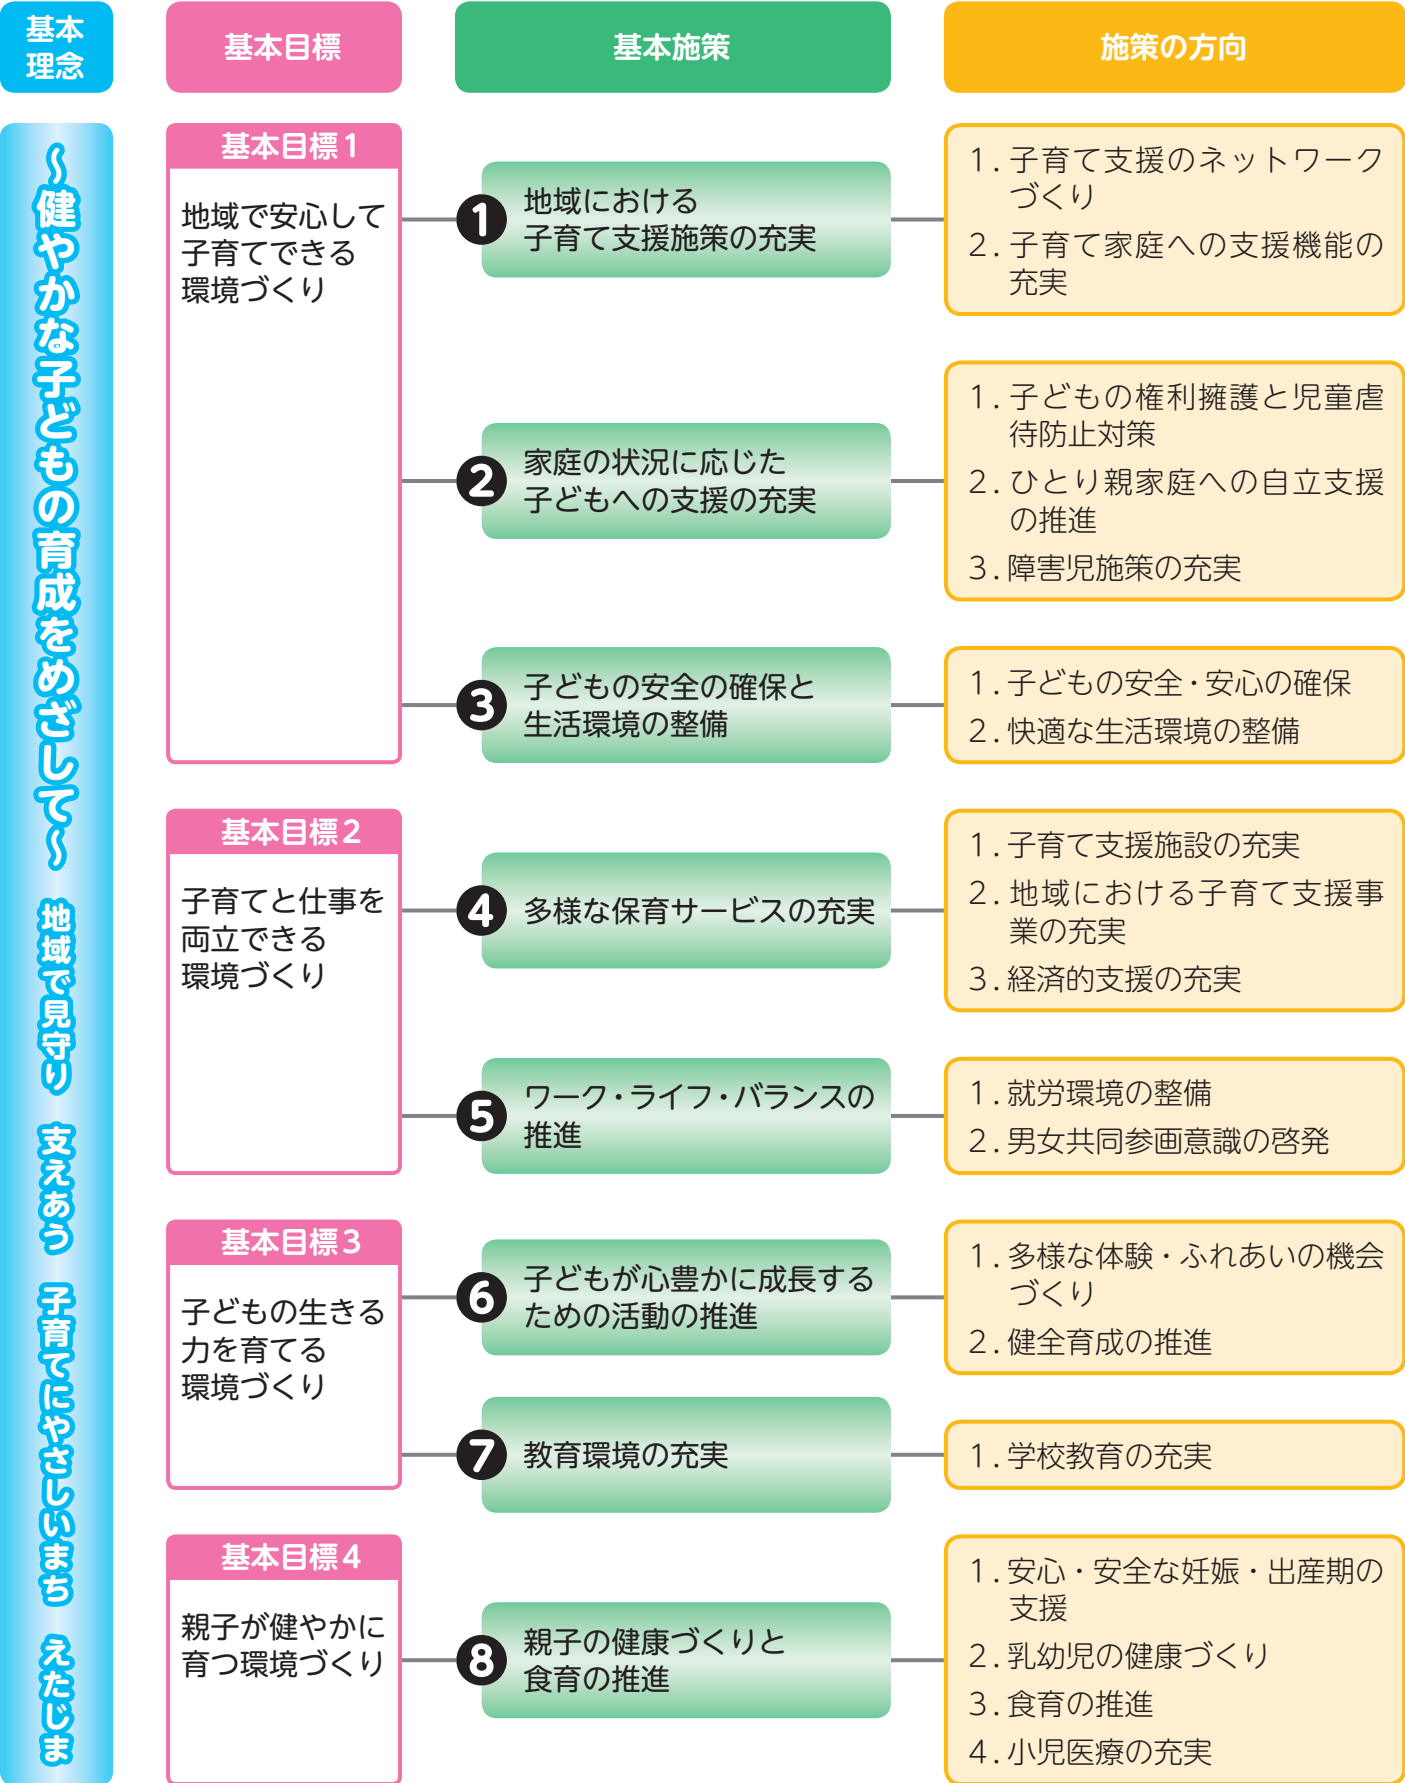 基本
理念
基本目標
基本施策
施策の方向
～健やかな子どもの育成をめざして～ 地域で見守り 支えあう 子育てにやさしいまち えたじま
基本目標1
地域で安心して
子育てできる
環境づくり
1 地域における
子育て支援施策の充実
1. 子育て支援のネットワーク
づくり
2. 子育て家庭への支援機能の
充実
2 家庭の状況に応じた
子どもへの支援の充実
1. 子どもの権利擁護と児童虐
待防止対策
2. ひとり親家庭への自立支援
の推進
3. 障害児施策の充実
3 子どもの安全の確保と
生活環境の整備
1. 子どもの安全・安心の確保
2. 快適な生活環境の整備
基本目標2
子育てと仕事を
両立できる
環境づくり
4 多様な保育サービスの充実
1. 子育て支援施設の充実
2. 地域における子育て支援事
業の充実
3. 経済的支援の充実
5 ワーク・ライフ・バランスの
推進
1. 就労環境の整備
2. 男女共同参画意識の啓発
基本目標3
子どもの生きる
力を育てる
環境づくり
6 子どもが心豊かに成長する
ための活動の推進
1. 多様な体験・ふれあいの機会
づくり
2. 健全育成の推進
7 教育環境の充実
1. 学校教育の充実
基本目標4
親子が健やかに
育つ環境づくり
8 親子の健康づくりと
食育の推進
1. 安心・安全な妊娠・出産期の
支援
2. 乳幼児の健康づくり
3. 食育の推進
4. 小児医療の充実